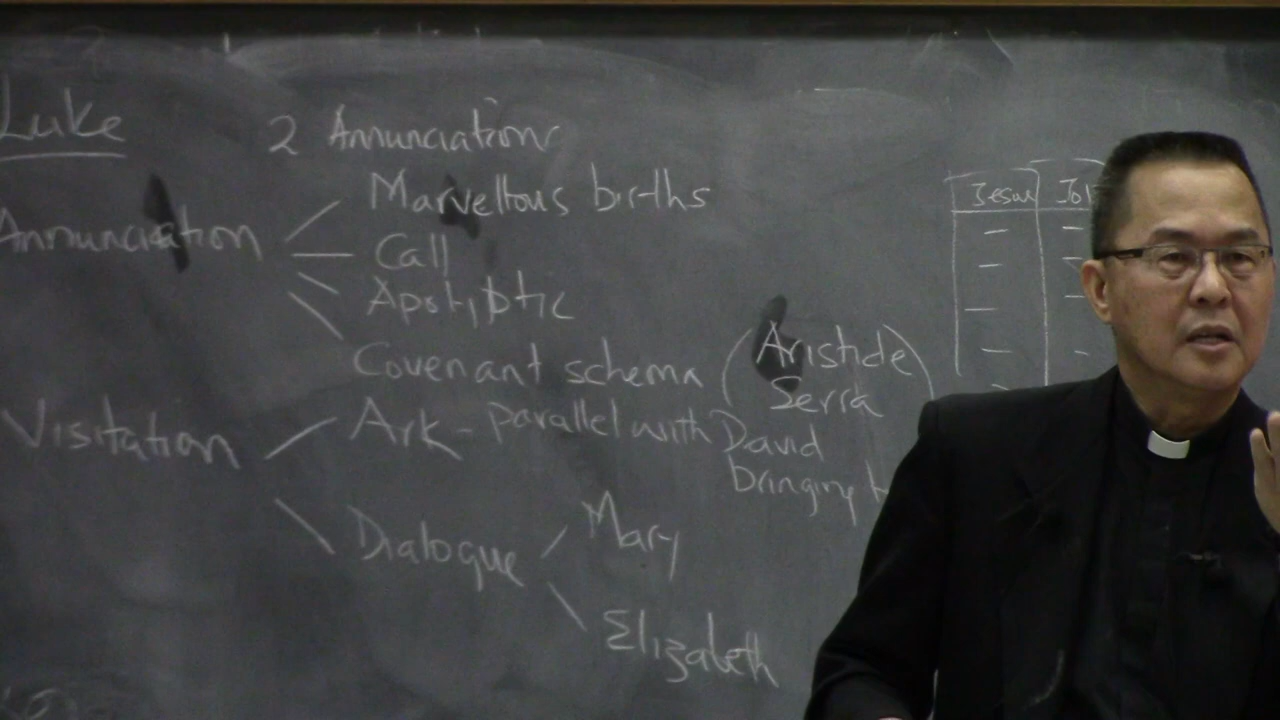 Luke
2 Annunciation
Annunciation
Marvellous births
Call
Covenant schema (Aristide Serra)
Visitation
Ark - parallel with David
bringing
Dialogue
Mary
Elizabeth
Jesus